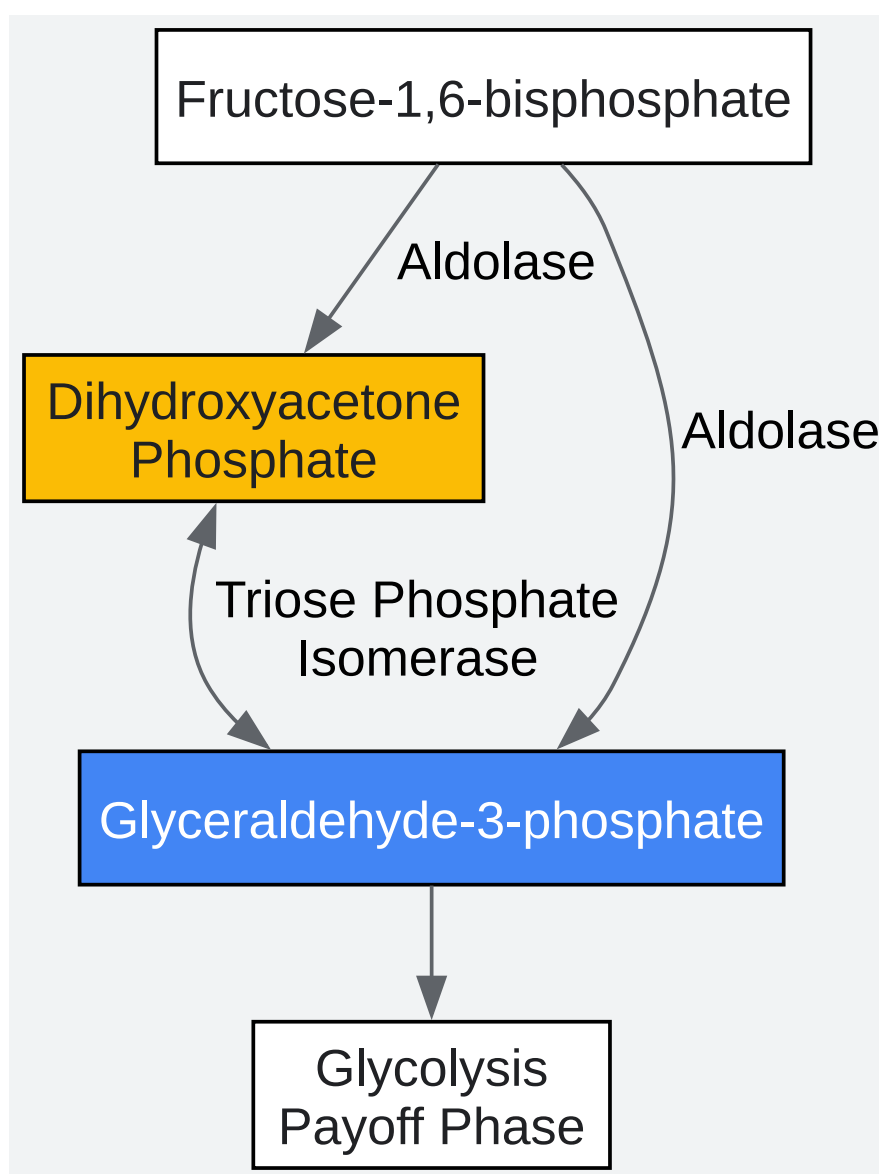 Fructose-1,6-bisphosphate
Aldolase
Dihydroxyacetone
Phosphate
Aldolase
Triose Phosphate
Isomerase
Glyceraldehyde-3-phosphate
Glycolysis
Payoff Phase